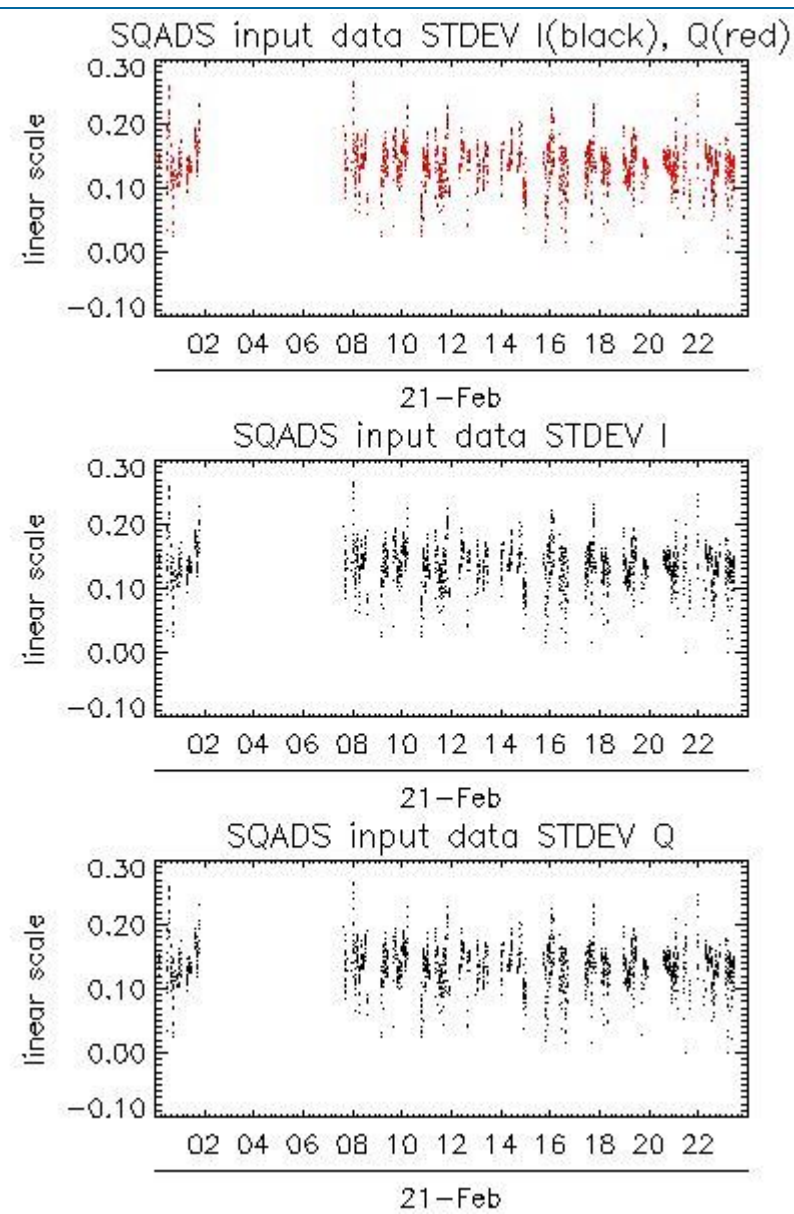 SQADS input data STDEV I(black), Q(red)
0.30
0.20
0.10
0.00
−0.10
linear scale
02 04 06 08 10 12 14 16 18 20 22
21−Feb
SQADS input data STDEV I
0.30
0.20
0.10
0.00
−0.10
linear scale
02 04 06 08 10 12 14 16 18 20 22
21−Feb
SQADS input data STDEV Q
0.30
0.20
0.10
0.00
−0.10
linear scale
02 04 06 08 10 12 14 16 18 20 22
21−Feb